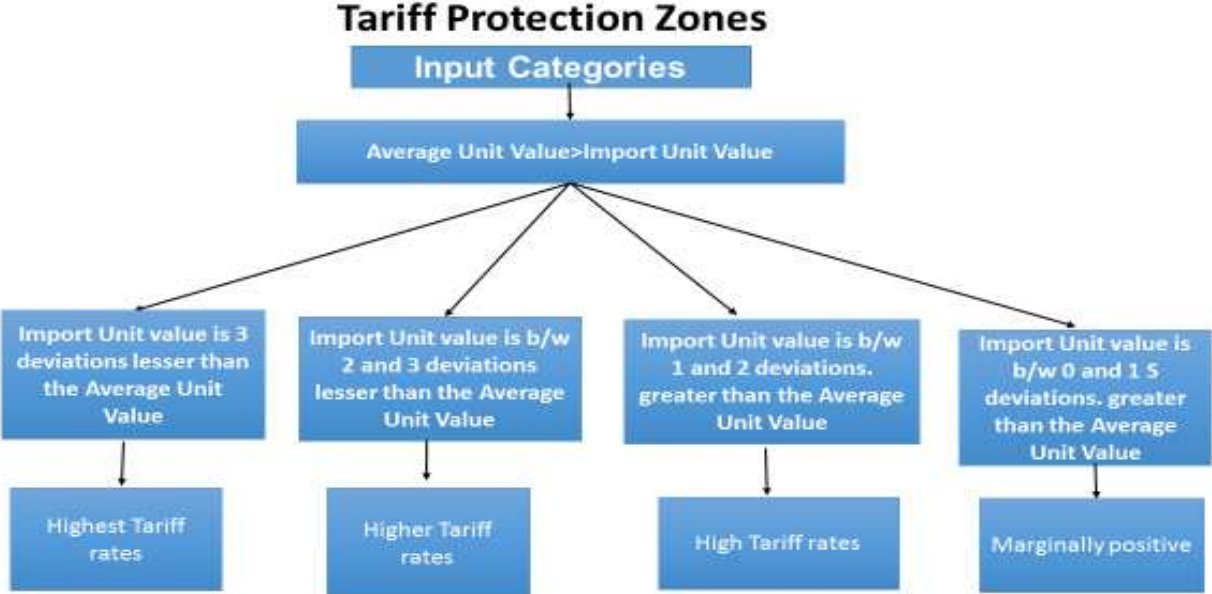 Tariff Protection Zones
Input Categories
Average Unit Value>Import Unit Value
Import Unit value is 3
deviations lesser than
the Average Unit
Value
Import Unit value is b/w
2 and 3 deviations
lesser than the Average
Unit Value
Import Unit value is b/w
1 and 2 deviations.
greater than the Average
Unit Value
Import Unit value is
b/w 0 and 1 S
deviations. greater
than the Average
Unit Value
Highest Tariff
rates
Higher Tariff
rates
High Tariff rates
Marginally positive